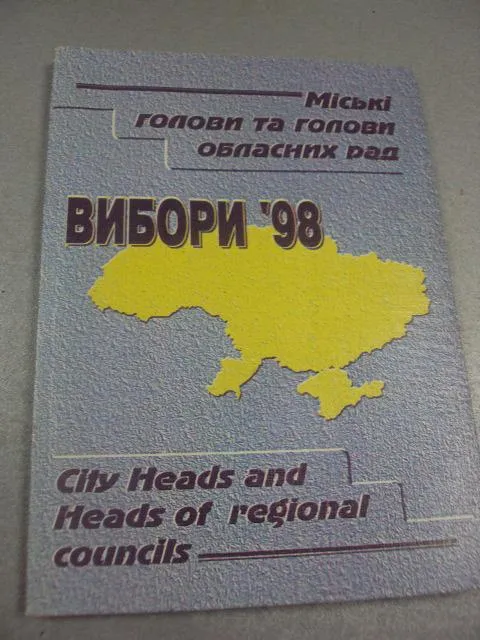 Міські
голови та голови
обласних рад
ВИБОРИ '98
City Heads and
Heads of regional
councils